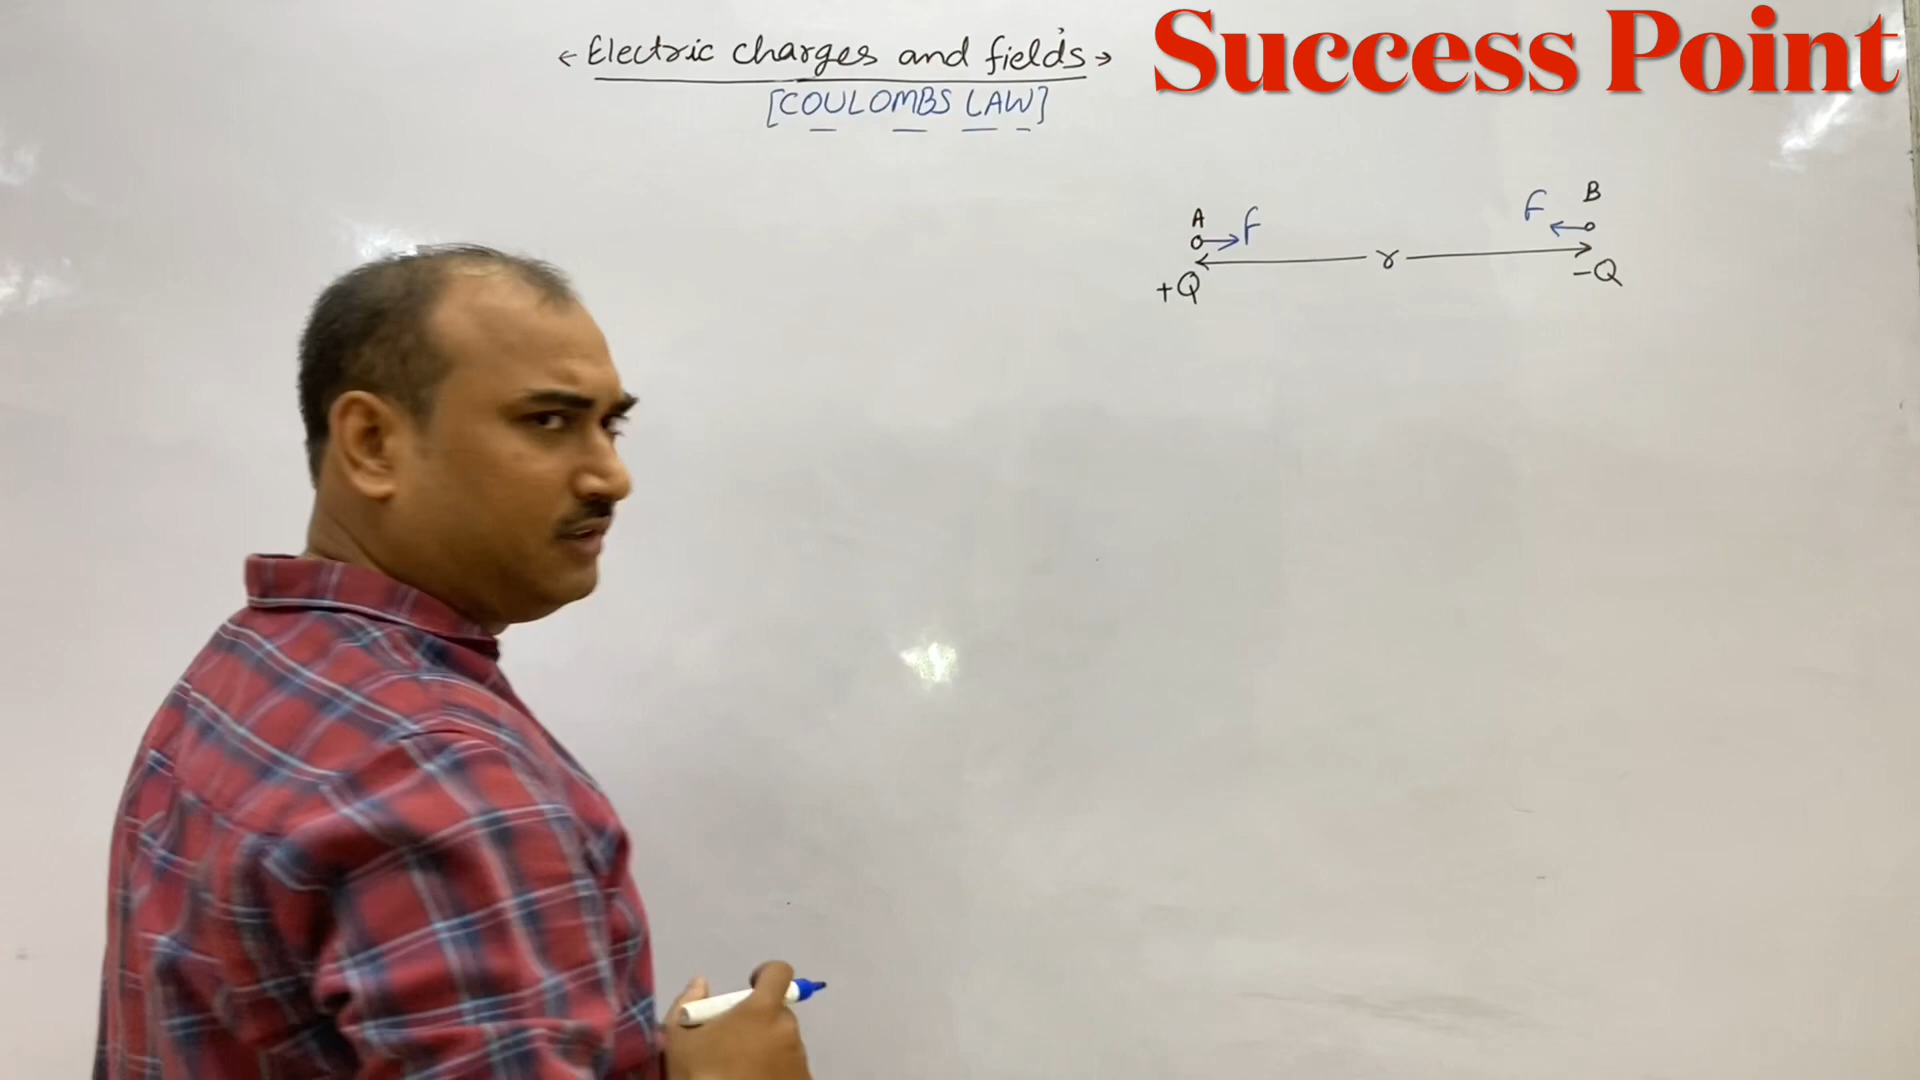 ← Electric charges and fields →
[COULOMBS LAW]
Success Point
A
F
F
B
r
+Q
-Q